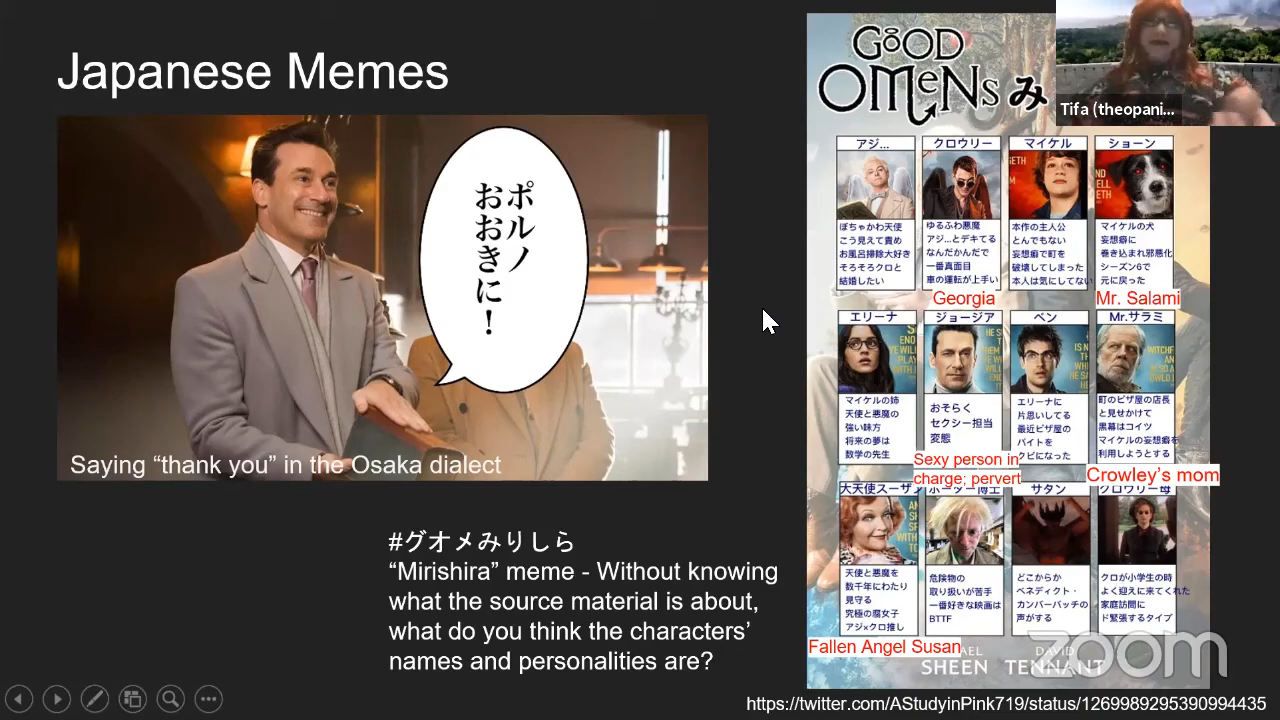 Japanese Memes
ポルノ
おおきに!
Saying “thank you” in the Osaka dialect
#グオメみりしら
“Mirishira” meme - Without knowing
what the source material is about,
what do you think the characters’
names and personalities are?
GOOD
OMENS み
Tifa (theopani...
アジ...
ぽちゃかわ天使
こう見えて責め
お風呂掃除大好き
そろそろクロと
結婚したい
クロウリー
ゆるふわ悪魔
アジ...とデキてる
なんだかんだで
一番真面目
車の運転が上手い
マイケル
本作の主人公
とんでもない
妄想癖で町を
破壊してしまった
本人は気にしてない
ショーン
マイケルの犬
妄想癖に
巻き込まれ邪悪化
シーズン6で
元に戻った
Georgia
Mr. Salami
エリーナ
マイケルの姉
天使と悪魔の
強い味方
将来の夢は
数学の先生
ジョージア
おそらく
セクシー担当
変態
ベン
エリーナに
片思いしてる
最近ピザ屋の
バイトを
クビになった
Mr.サラミ
町のピザ屋の店長
と見せかけて
黒幕はコイツ
マイケルの妄想癖を
利用しようとする
Sexy person in
charge; pervert
Crowley’s mom
大天使スーザン
天使と悪魔を
数千年にわたり
見守る
究極の腐女子
アジ×クロ推し
ポーター博士
危険物の
取り扱いが苦手
一番好きな映画は
BTTF
サタン
どこからか
ベネディクト・
カンバーバッチの
声がする
クロウリー母
クロが小学生の時
よく迎えに来てくれた
家庭訪問に
ド緊張するタイプ
Fallen Angel Susan
SHEEN
DAVID
TENNANT
zoom
https://twitter.com/AStudyinPink719/status/1269989295390994435